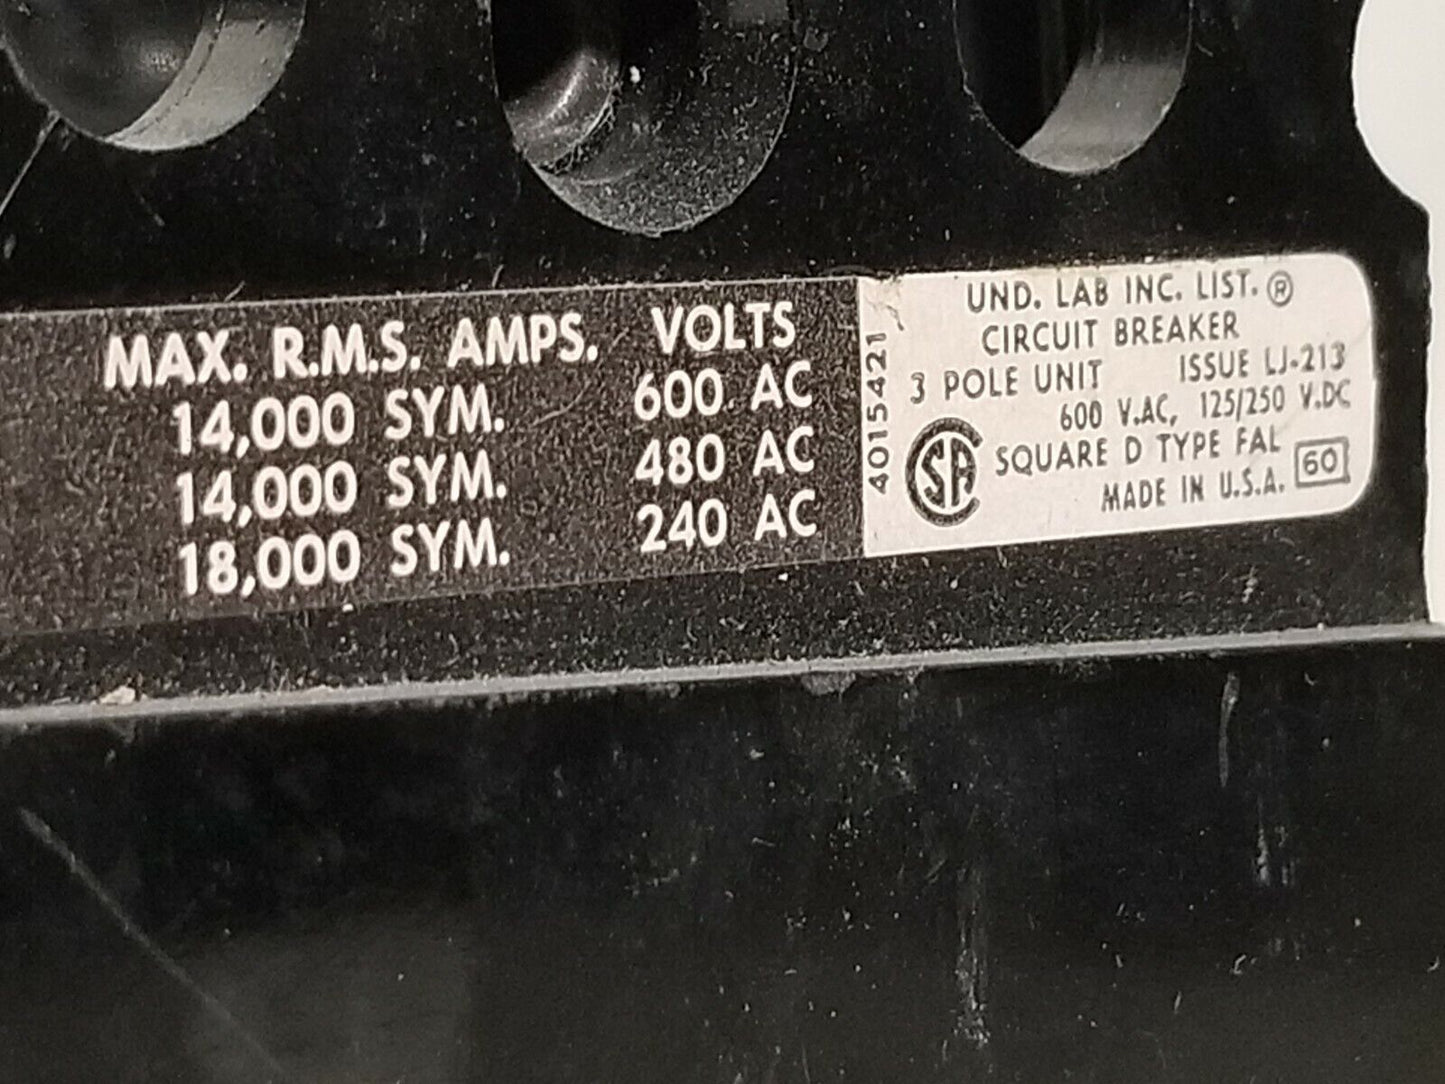 MAX. R.M.S. AMPS. VOLTS
14,000 SYM. 600 AC
14,000 SYM. 480 AC
18,000 SYM. 240 AC
4015421
UND. LAB INC. LIST. ®
CIRCUIT BREAKER
3 POLE UNIT ISSUE LJ-213
600 V.AC, 125/250 V.DC
SA SQUARE D TYPE FAL
MADE IN U.S.A. 60